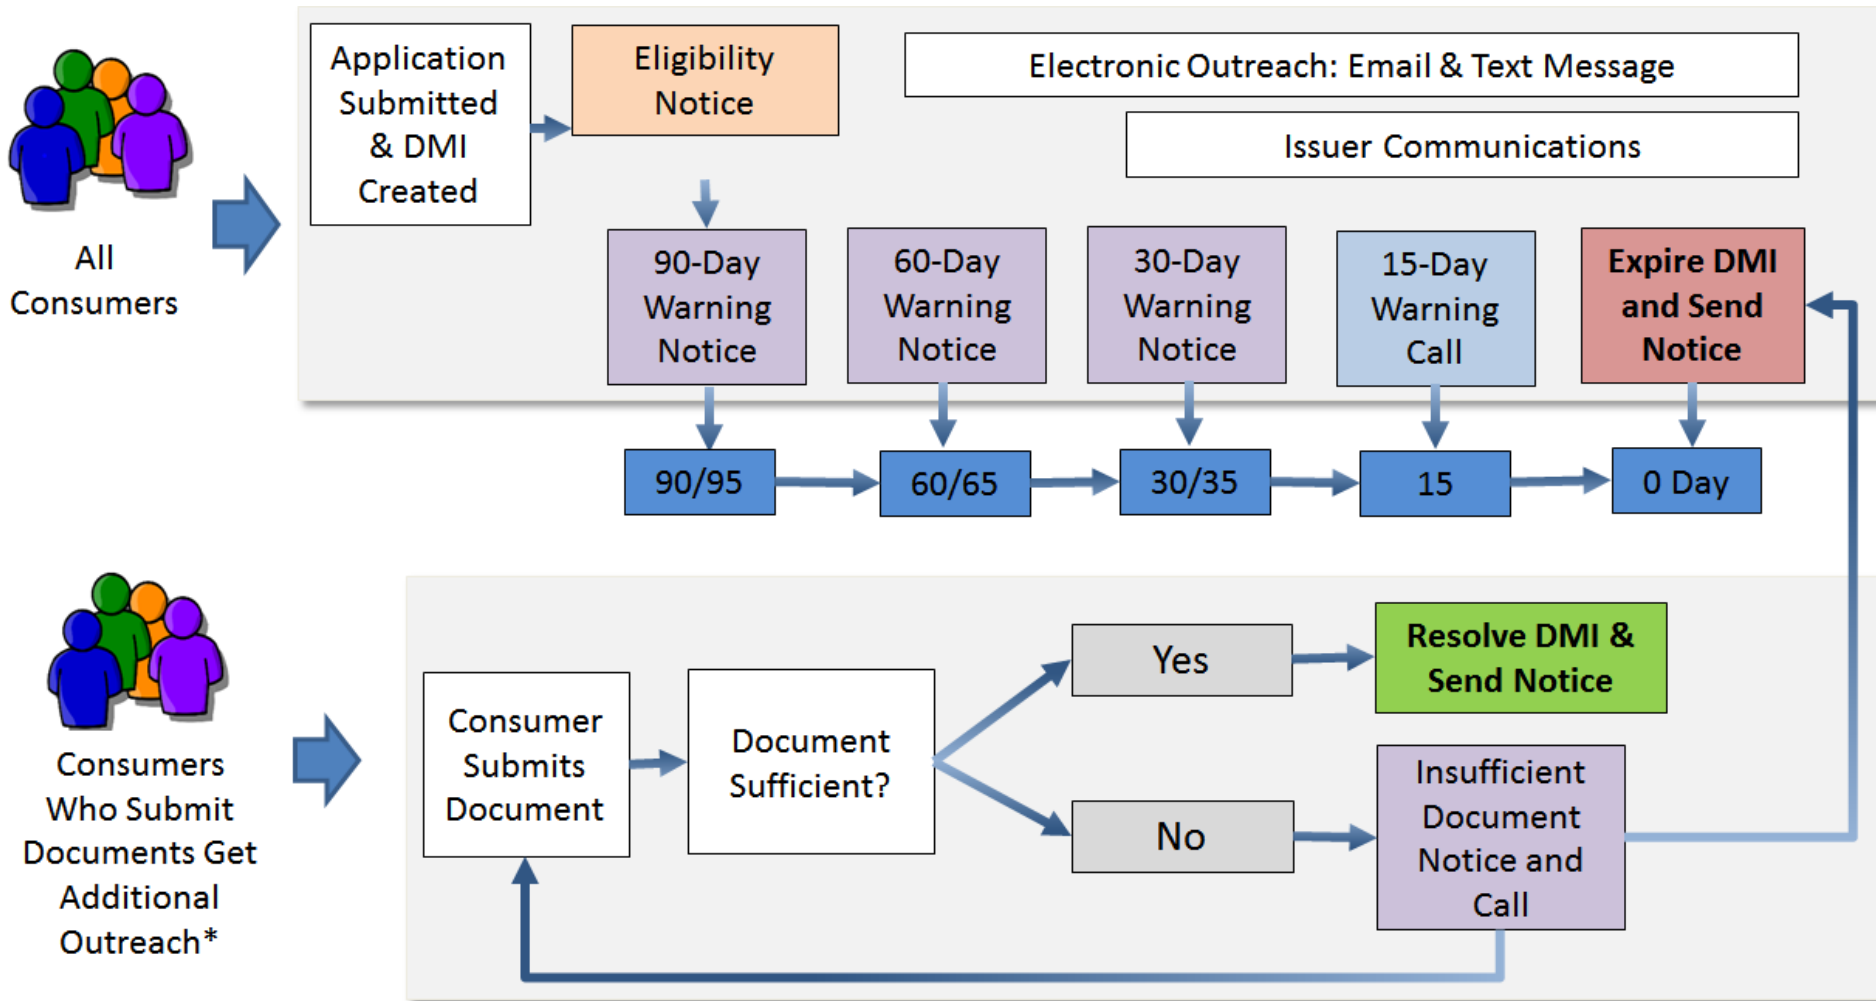 Application
Submitted
& DMI
Created
Eligibility
Notice
Electronic Outreach: Email & Text Message
Issuer Communications
All
Consumers
90-Day
Warning
Notice
60-Day
Warning
Notice
30-Day
Warning
Notice
15-Day
Warning
Call
Expire DMI
and Send
Notice
90/95
60/65
30/35
15
0 Day
Consumers
Who Submit
Documents Get
Additional
Outreach*
Consumer
Submits
Document
Document
Sufficient?
Yes
Resolve DMI &
Send Notice
No
Insufficient
Document
Notice and
Call